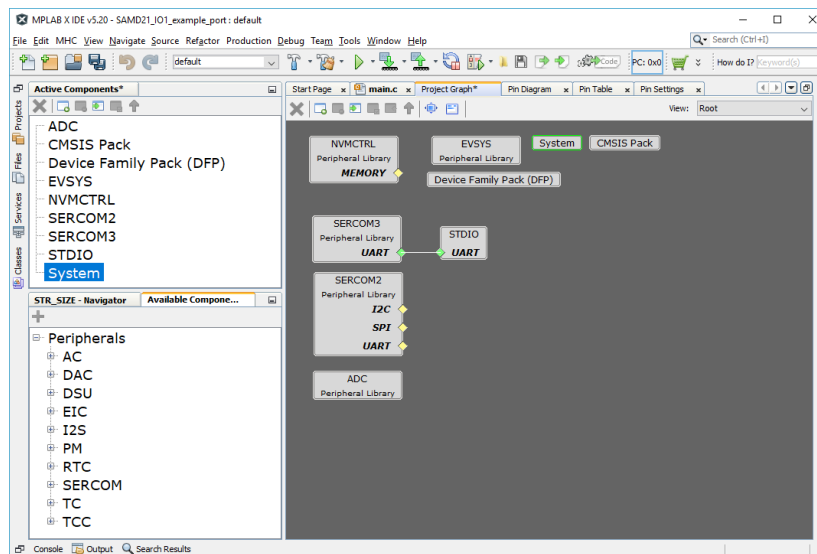 MPLAB X IDE v5.20 - SAMD21_IO1_example_port : default
File Edit MHC View Navigate Source Refactor Production Debug Team Tools Window Help
Search (Ctrl+I)
default
Code
PC: 0x0
How do I?
Keyword(s)
Projects
Files
Services
Classes
Active Components*
ADC
CMSIS Pack
Device Family Pack (DFP)
EVSYS
NVMCTRL
SERCOM2
SERCOM3
STDIO
System
STR_SIZE - Navigator
Available Compone...
Peripherals
AC
DAC
DSU
EIC
I2S
PM
RTC
SERCOM
TC
TCC
Start Page
main.c
Project Graph*
Pin Diagram
Pin Table
Pin Settings
View:
Root
NVMCTRL
Peripheral Library
MEMORY
EVSYS
Peripheral Library
System
CMSIS Pack
Device Family Pack (DFP)
SERCOM3
Peripheral Library
UART
STDIO
UART
SERCOM2
Peripheral Library
I2C
SPI
UART
ADC
Peripheral Library
Console
Output
Search Results